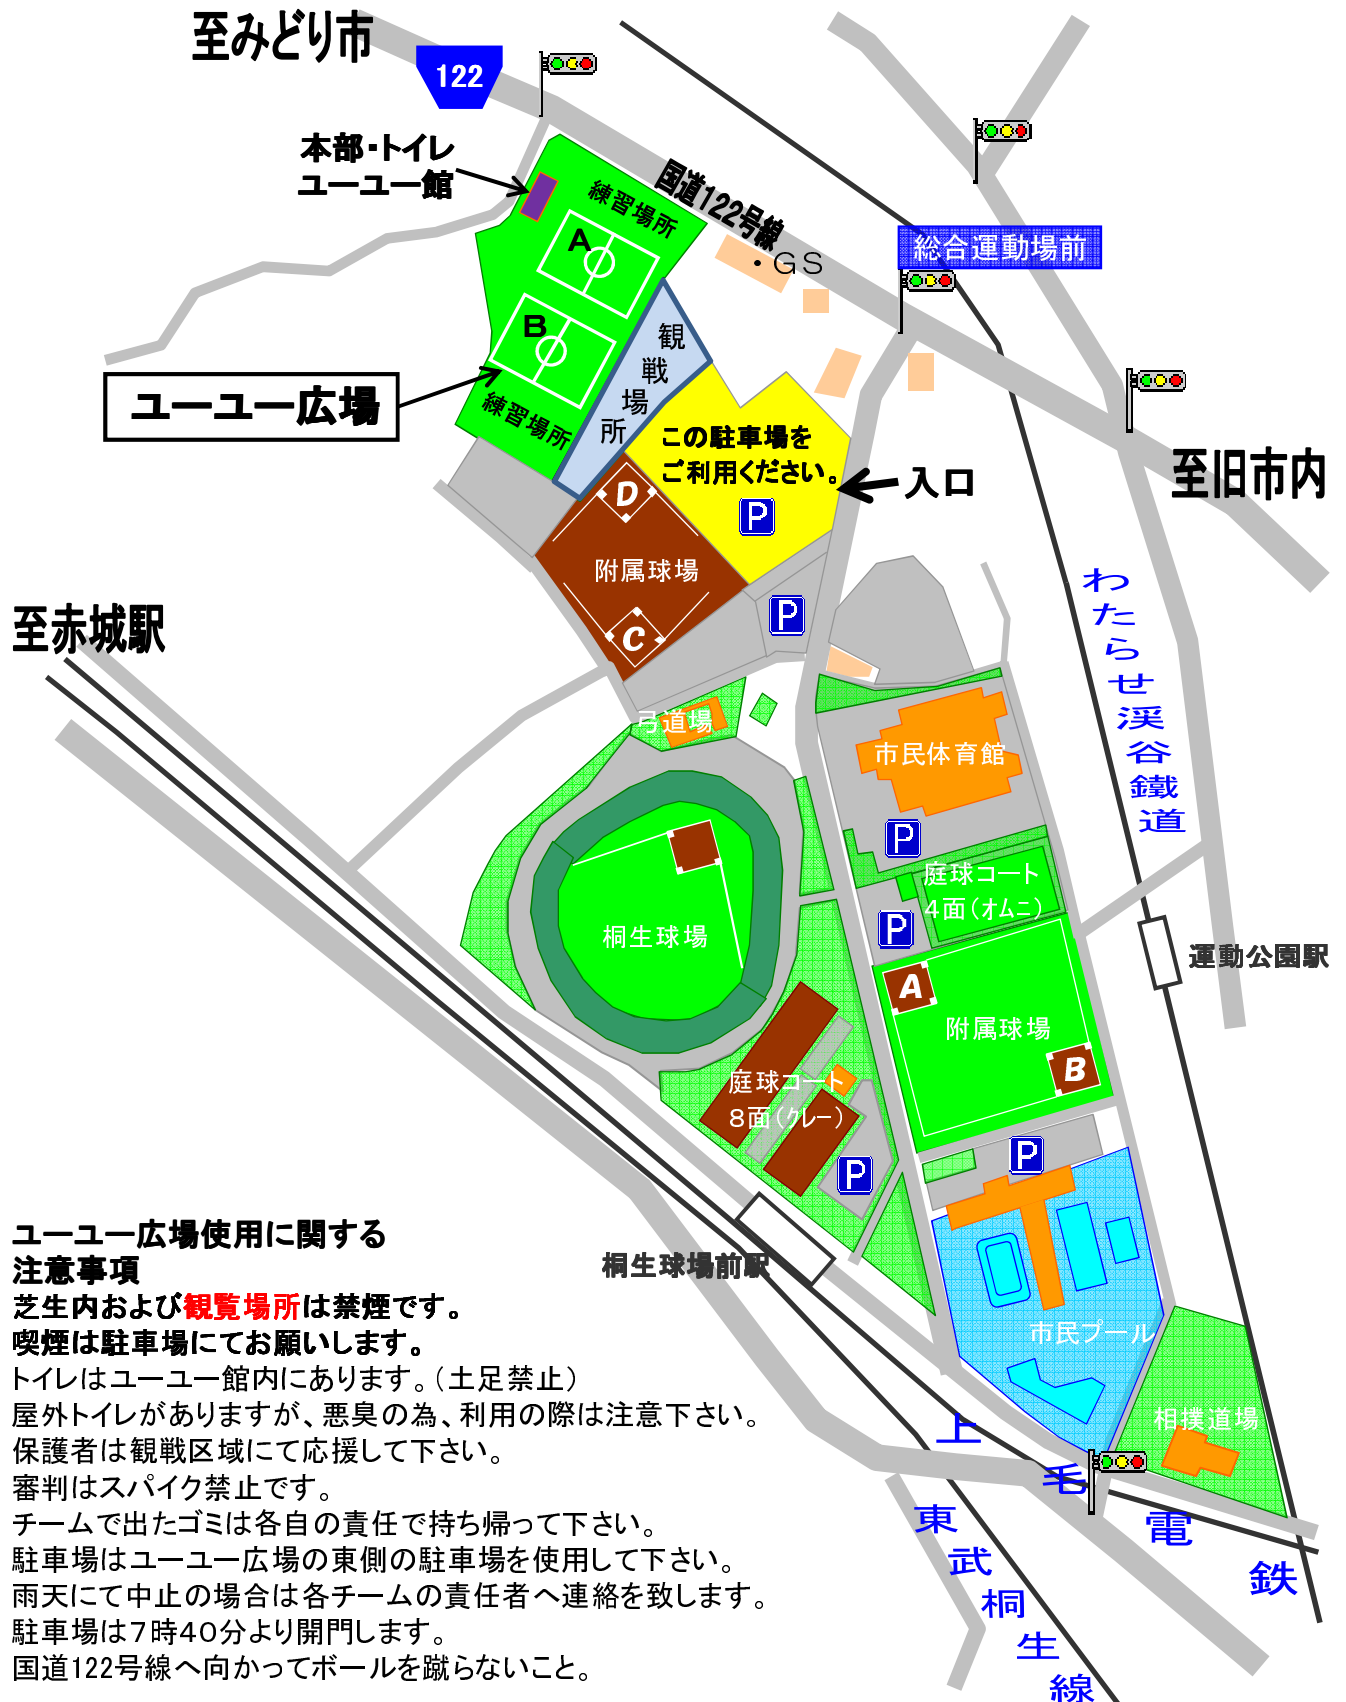 至みどり市
122
本部・トイレ
ユーユー館
練習場所
国道122号線
A
・GS
総合運動場前
B
観戦場所
ユーユー広場
練習場所
この駐車場を
ご利用ください。
P
入口
至旧市内
D
附属球場
C
P
至赤城駅
わたらせ渓谷鐵道
弓道場
市民体育館
P
庭球コート
4面(オムニ)
P
桐生球場
運動公園駅
A
附属球場
B
庭球コート
8面(クレー)
P
P
桐生球場前駅
市民プール
相撲道場
上毛電鉄
東武桐生線
ユーユー広場使用に関する
注意事項
芝生内および観覧場所は禁煙です。
喫煙は駐車場にてお願いします。
トイレはユーユー館内にあります。(土足禁止)
屋外トイレがありますが、悪臭の為、利用の際は注意下さい。
保護者は観戦区域にて応援して下さい。
審判はスパイク禁止です。
チームで出たゴミは各自の責任で持ち帰って下さい。
駐車場はユーユー広場の東側の駐車場を使用して下さい。
雨天にて中止の場合は各チームの責任者へ連絡を致します。
駐車場は7時40分より開門します。
国道122号線へ向かってボールを蹴らないこと。